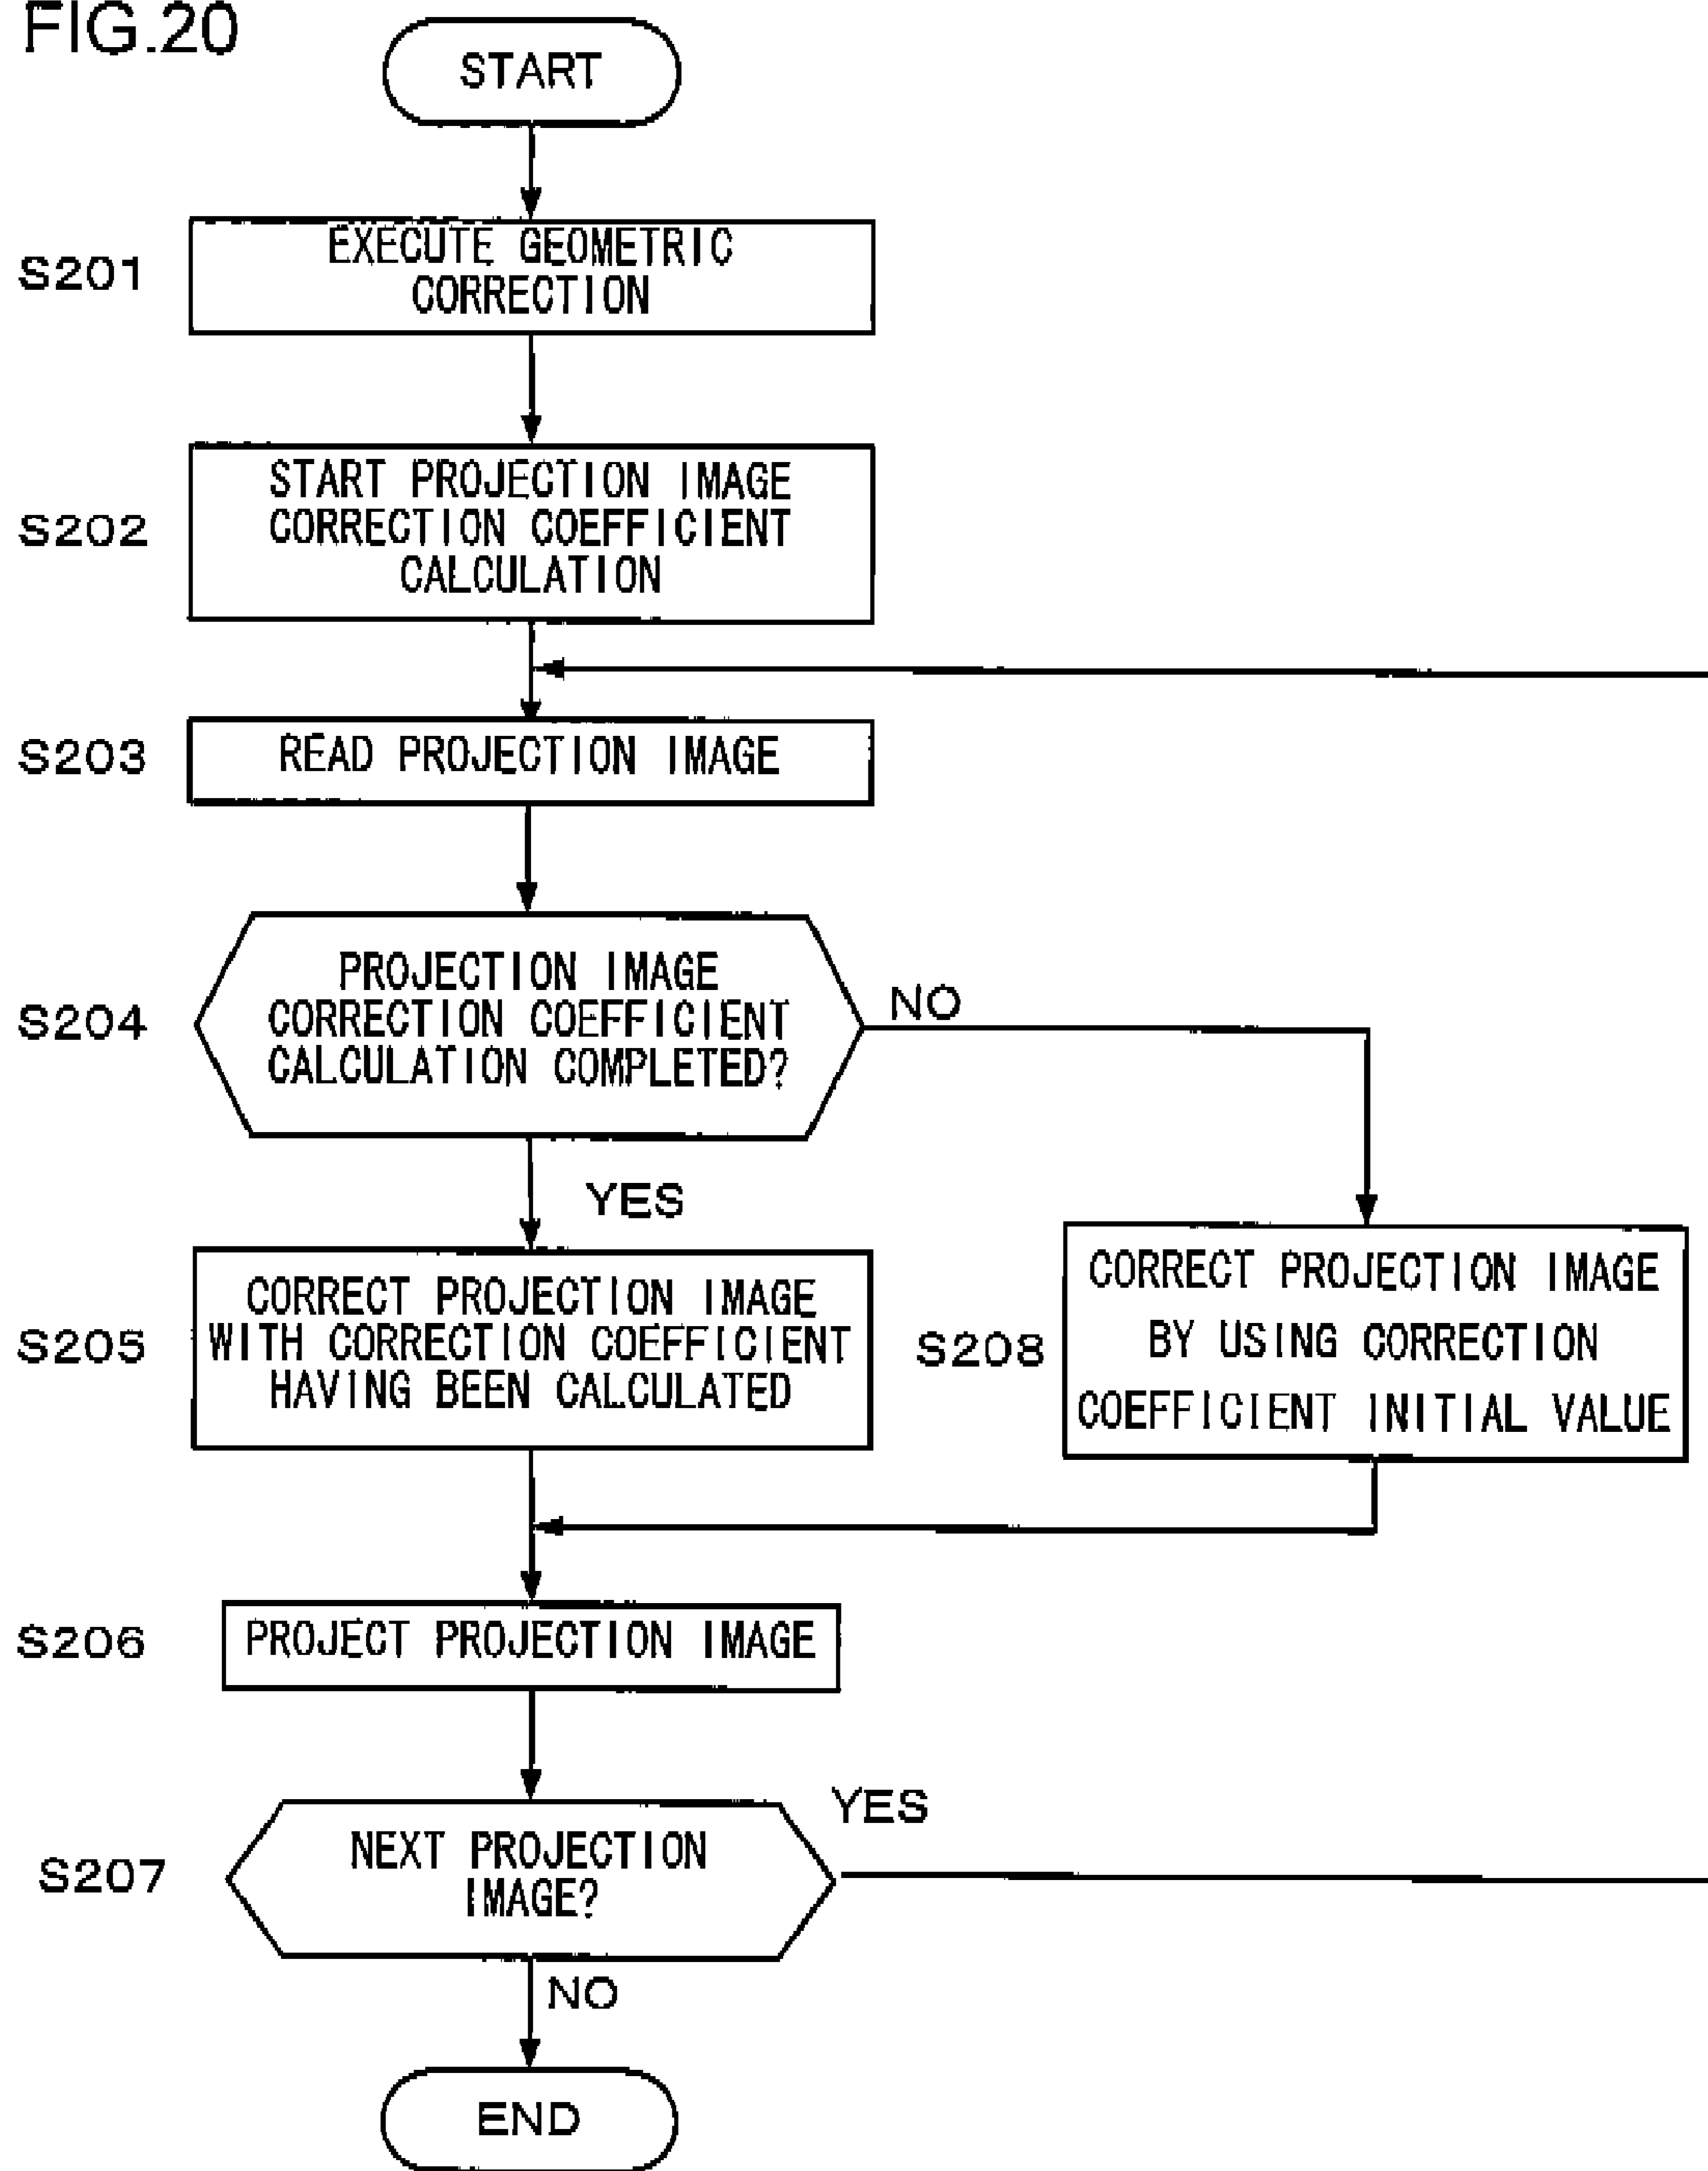 FIG.20
START
S201
EXECUTE GEOMETRIC
CORRECTION
S202
START PROJECTION IMAGE
CORRECTION COEFFICIENT
CALCULATION
S203
READ PROJECTION IMAGE
S204
PROJECTION IMAGE
CORRECTION COEFFICIENT
CALCULATION COMPLETED?
NO
YES
S205
CORRECT PROJECTION IMAGE
WITH CORRECTION COEFFICIENT
HAVING BEEN CALCULATED
S208
CORRECT PROJECTION IMAGE
BY USING CORRECTION
COEFFICIENT INITIAL VALUE
S206
PROJECT PROJECTION IMAGE
S207
NEXT PROJECTION
IMAGE?
YES
NO
END